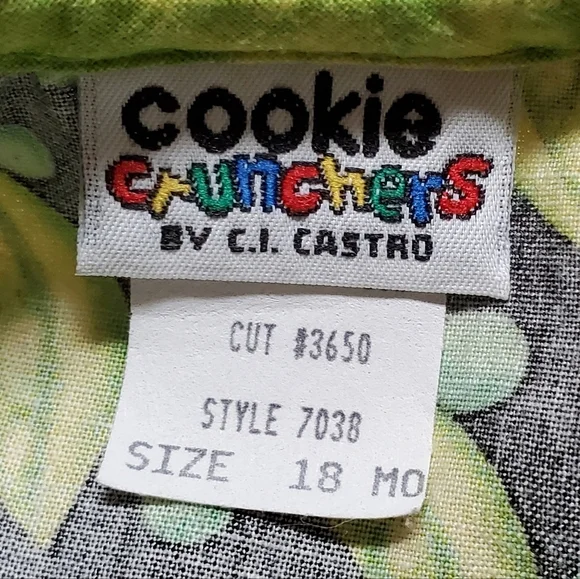 cookie
crunchers
BY C.I. CASTRO
CUT #3650
STYLE 7038
SIZE 18 MO